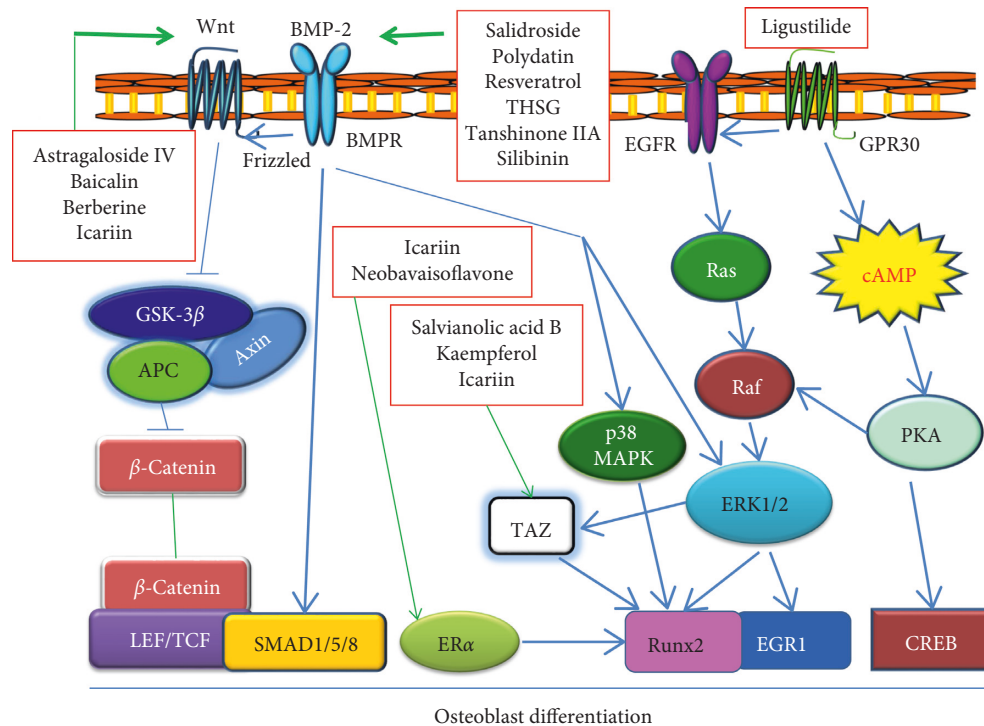 Wnt
BMP-2
Salidroside
Polydatin
Resveratrol
THSG
Tanshinone IIA
Silibinin
Ligustilide
Frizzled
BMPR
EGFR
GPR30
Astragaloside IV
Baicalin
Berberine
Icariin
Icariin
Neobavaisoflavone
Ras
cAMP
GSK-3β
Axin
APC
Salvianolic acid B
Kaempferol
Icariin
Raf
p38
MAPK
PKA
β-Catenin
ERK1/2
TAZ
β-Catenin
LEF/TCF
SMAD1/5/8
ERα
Runx2
EGR1
CREB
Osteoblast differentiation